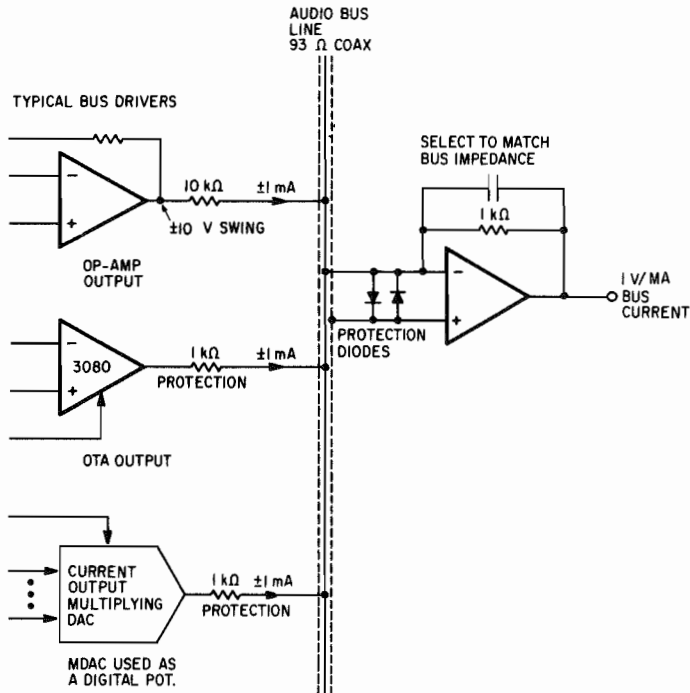 AUDIO BUS
LINE
93 Ω COAX
TYPICAL BUS DRIVERS
SELECT TO MATCH
BUS IMPEDANCE
−
+
10 kΩ
±1 mA
±10 V SWING
OP-AMP
OUTPUT
1 kΩ
−
+
1 V/MA
BUS
CURRENT
PROTECTION
DIODES
−
3080
+
1 kΩ
±1 mA
PROTECTION
OTA OUTPUT
CURRENT
OUTPUT
MULTIPLYING
DAC
1 kΩ
±1 mA
PROTECTION
MDAC USED AS
A DIGITAL POT.